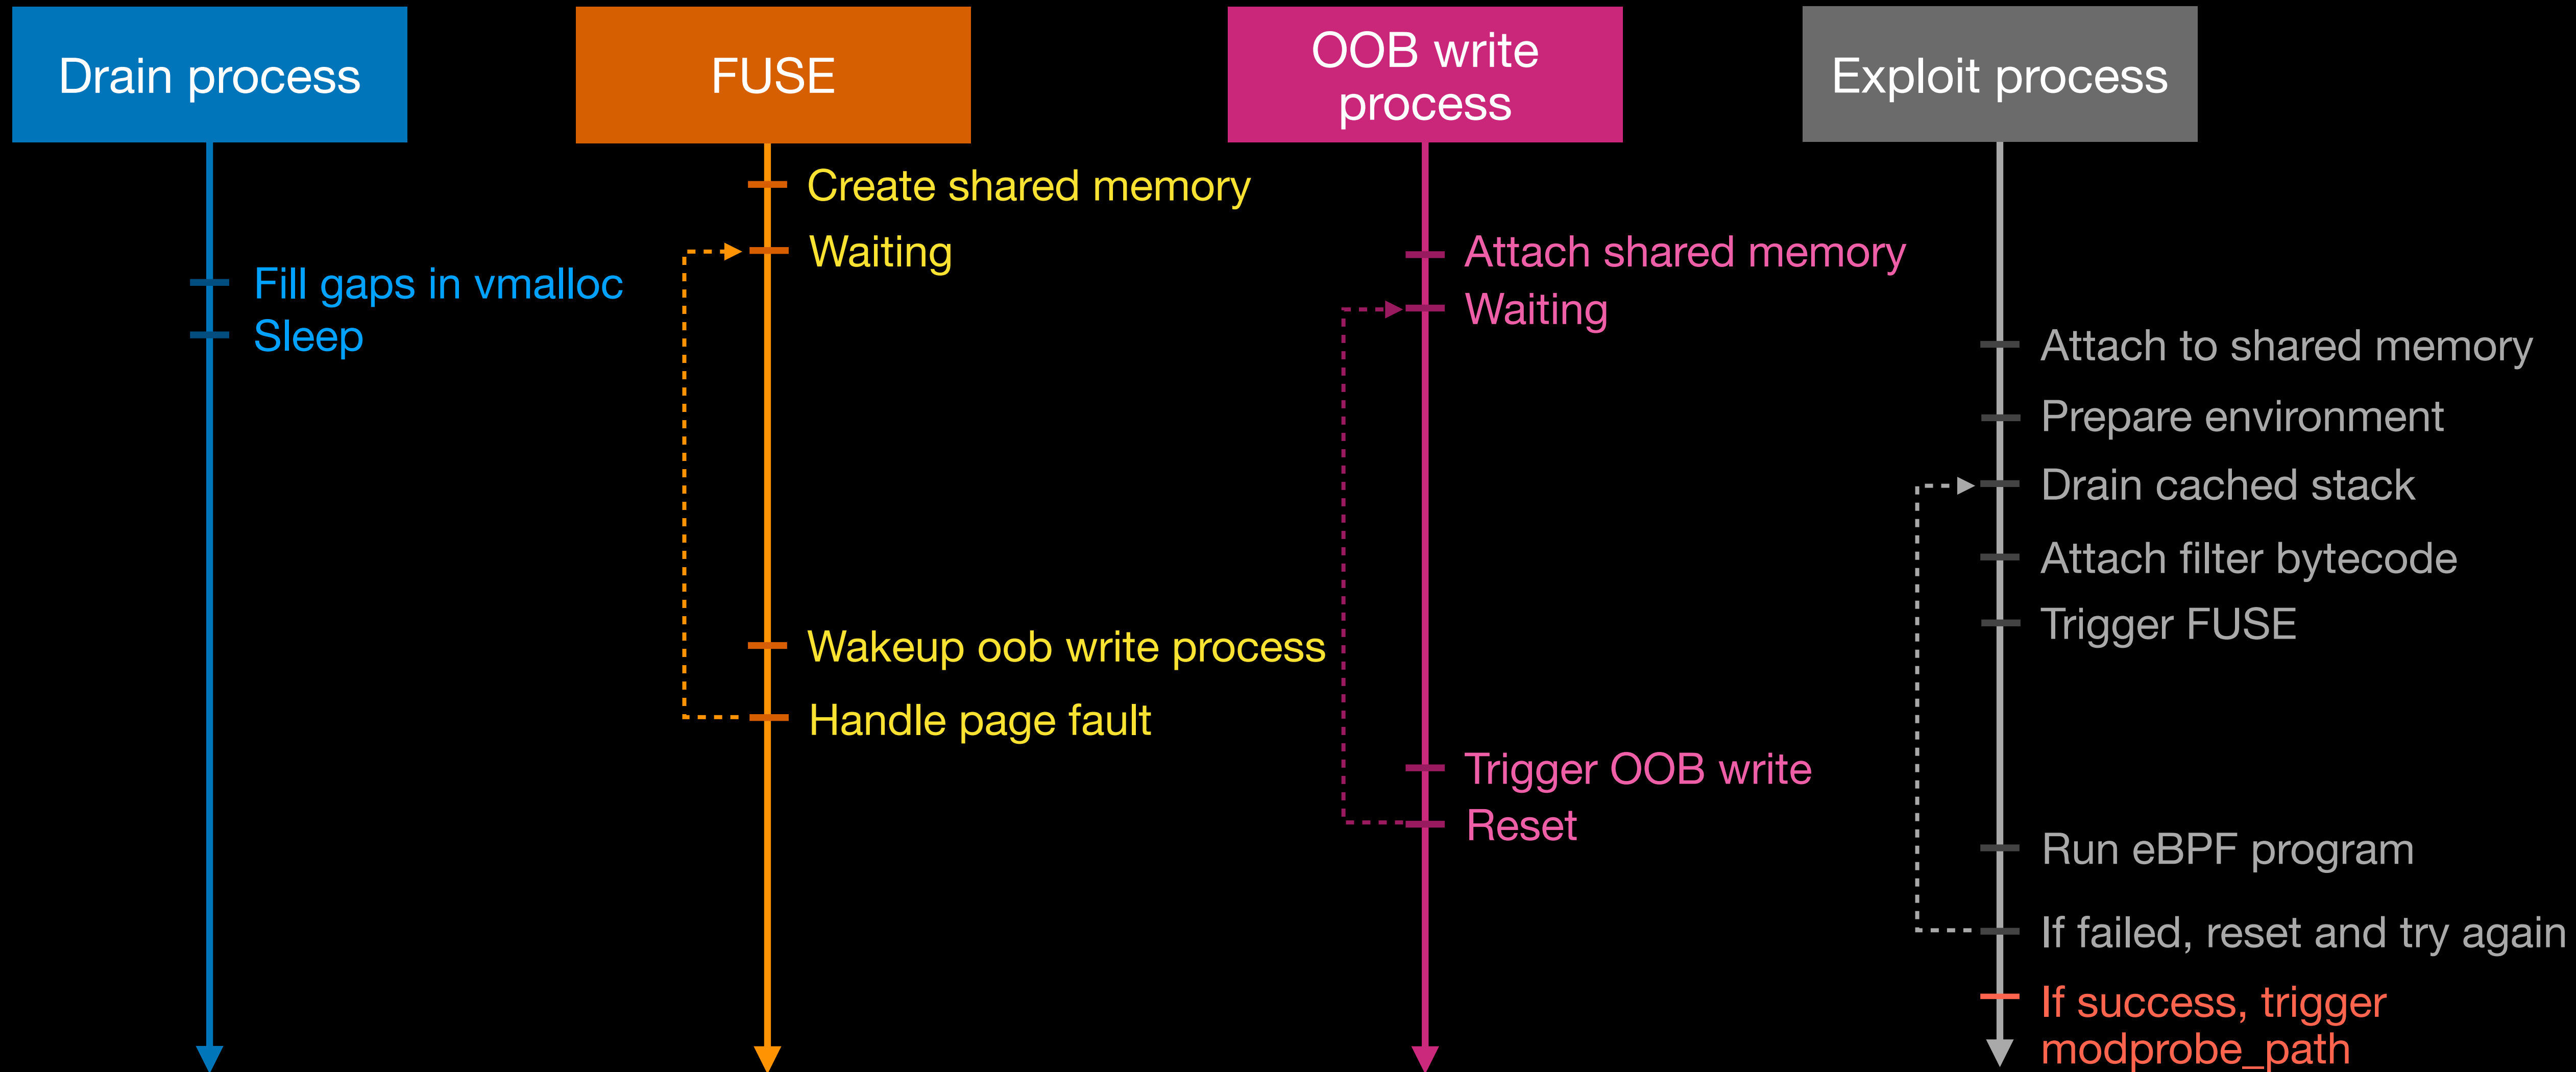 Drain process
Fill gaps in vmalloc
Sleep
FUSE
Create shared memory
Waiting
Wakeup oob write process
Handle page fault
OOB write
process
Attach shared memory
Waiting
Trigger OOB write
Reset
Exploit process
Attach to shared memory
Prepare environment
Drain cached stack
Attach filter bytecode
Trigger FUSE
Run eBPF program
If failed, reset and try again
If success, trigger
modprobe_path